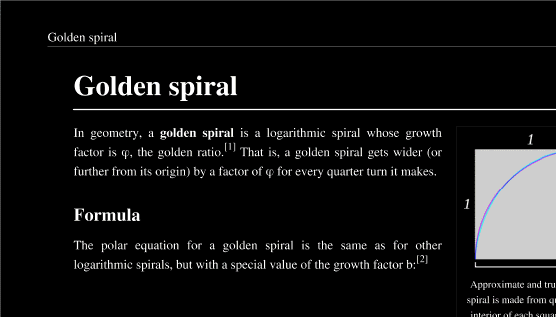 Golden spiral
Golden spiral
In geometry, a golden spiral is a logarithmic spiral whose growth
factor is φ, the golden ratio.[1] That is, a golden spiral gets wider (or
further from its origin) by a factor of φ for every quarter turn it makes.
1
1
Formula
The polar equation for a golden spiral is the same as for other
logarithmic spirals, but with a special value of the growth factor b:[2]
Approximate and tru
spiral is made from qu
interior of each squa